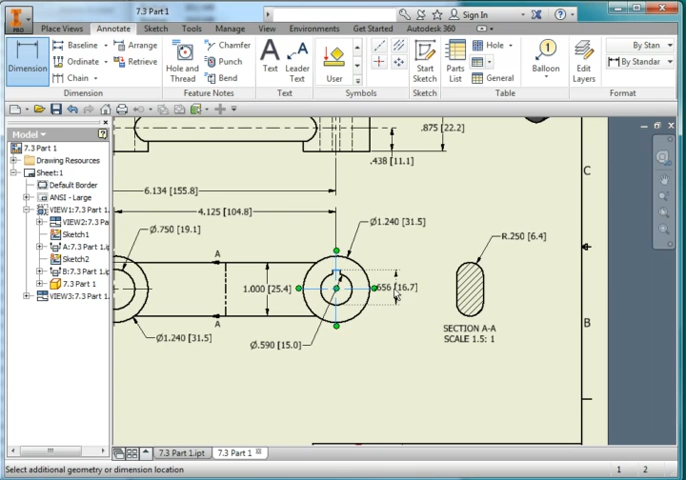 7.3 Part 1
Sign In
PRO
Place Views
Annotate
Sketch
Tools
Manage
View
Environments
Get Started
Autodesk 360
Dimension
Baseline
Ordinate
Chain
Arrange
Retrieve
Dimension
Hole and
Thread
Chamfer
Punch
Bend
Feature Notes
Text
Leader
Text
Text
User
Symbols
Start
Sketch
Sketch
Parts
List
Hole
General
Table
Balloon
Edit
Layers
By Stan
By Standar
Format
Model
7.3 Part 1
Drawing Resources
Sheet:1
Default Border
ANSI - Large
VIEW1:7.3 Part 1.
VIEW2:7.3 Pa
Sketch1
A:7.3 Part 1.i
Sketch2
B:7.3 Part 1.i
7.3 Part 1
VIEW3:7.3 Part 1.
.875 [22.2]
.438 [11.1]
C
6.134 [155.8]
4.125 [104.8]
Ø1.240 [31.5]
Ø.750 [19.1]
R.250 [6.4]
A
1.000 [25.4]
.656 [16.7]
A
B
SECTION A-A
SCALE 1.5: 1
Ø1.240 [31.5]
Ø.590 [15.0]
7.3 Part 1.ipt
7.3 Part 1
Select additional geometry or dimension location
1
2